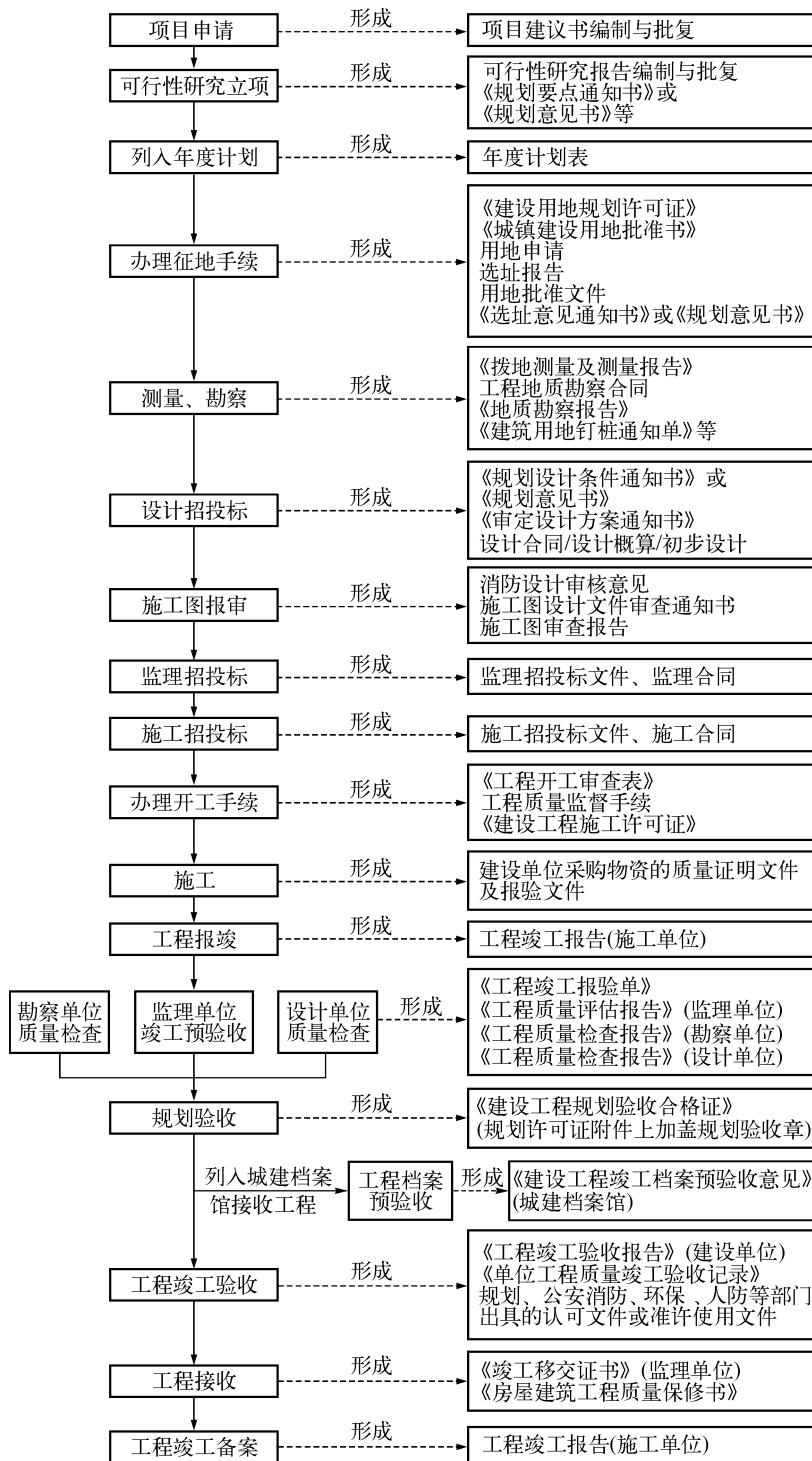 项目申请
形成
项目建议书编制与批复
可行性研究立项
形成
可行性研究报告编制与批复
《规划要点通知书》或
《规划意见书》等
列入年度计划
形成
年度计划表
办理征地手续
形成
《建设用地规划许可证》
《城镇建设用地批准书》
用地申请
选址报告
用地批准文件
《选址意见通知书》或《规划意见书》
测量、勘察
形成
《拨地测量及测量报告》
工程地质勘察合同
《地质勘察报告》
《建筑用地钉桩通知单》等
设计招投标
形成
《规划设计条件通知书》或
《规划意见书》
《审定设计方案通知书》
设计合同/设计概算/初步设计
施工图报审
形成
消防设计审核意见
施工图设计文件审查通知书
施工图审查报告
监理招投标
形成
监理招投标文件、监理合同
施工招投标
形成
施工招投标文件、施工合同
办理开工手续
形成
《工程开工审查表》
工程质量监督手续
《建设工程施工许可证》
施工
形成
建设单位采购物资的质量证明文件
及报验文件
工程报竣
形成
工程竣工报告(施工单位)
勘察单位
质量检查
监理单位
竣工预验收
设计单位
质量检查
形成
《工程竣工报验单》
《工程质量评估报告》(监理单位)
《工程质量检查报告》(勘察单位)
《工程质量检查报告》(设计单位)
规划验收
形成
《建设工程规划验收合格证》
(规划许可证附件上加盖规划验收章)
列入城建档案
馆接收工程
工程档案
预验收
形成
《建设工程竣工档案预验收意见》
(城建档案馆)
工程竣工验收
形成
《工程竣工验收报告》(建设单位)
《单位工程质量竣工验收记录》
规划、公安消防、环保、人防等部门
出具的认可文件或准许使用文件
工程接收
形成
《竣工移交证书》(监理单位)
《房屋建筑工程质量保修书》
工程竣工备案
形成
工程竣工报告(施工单位)